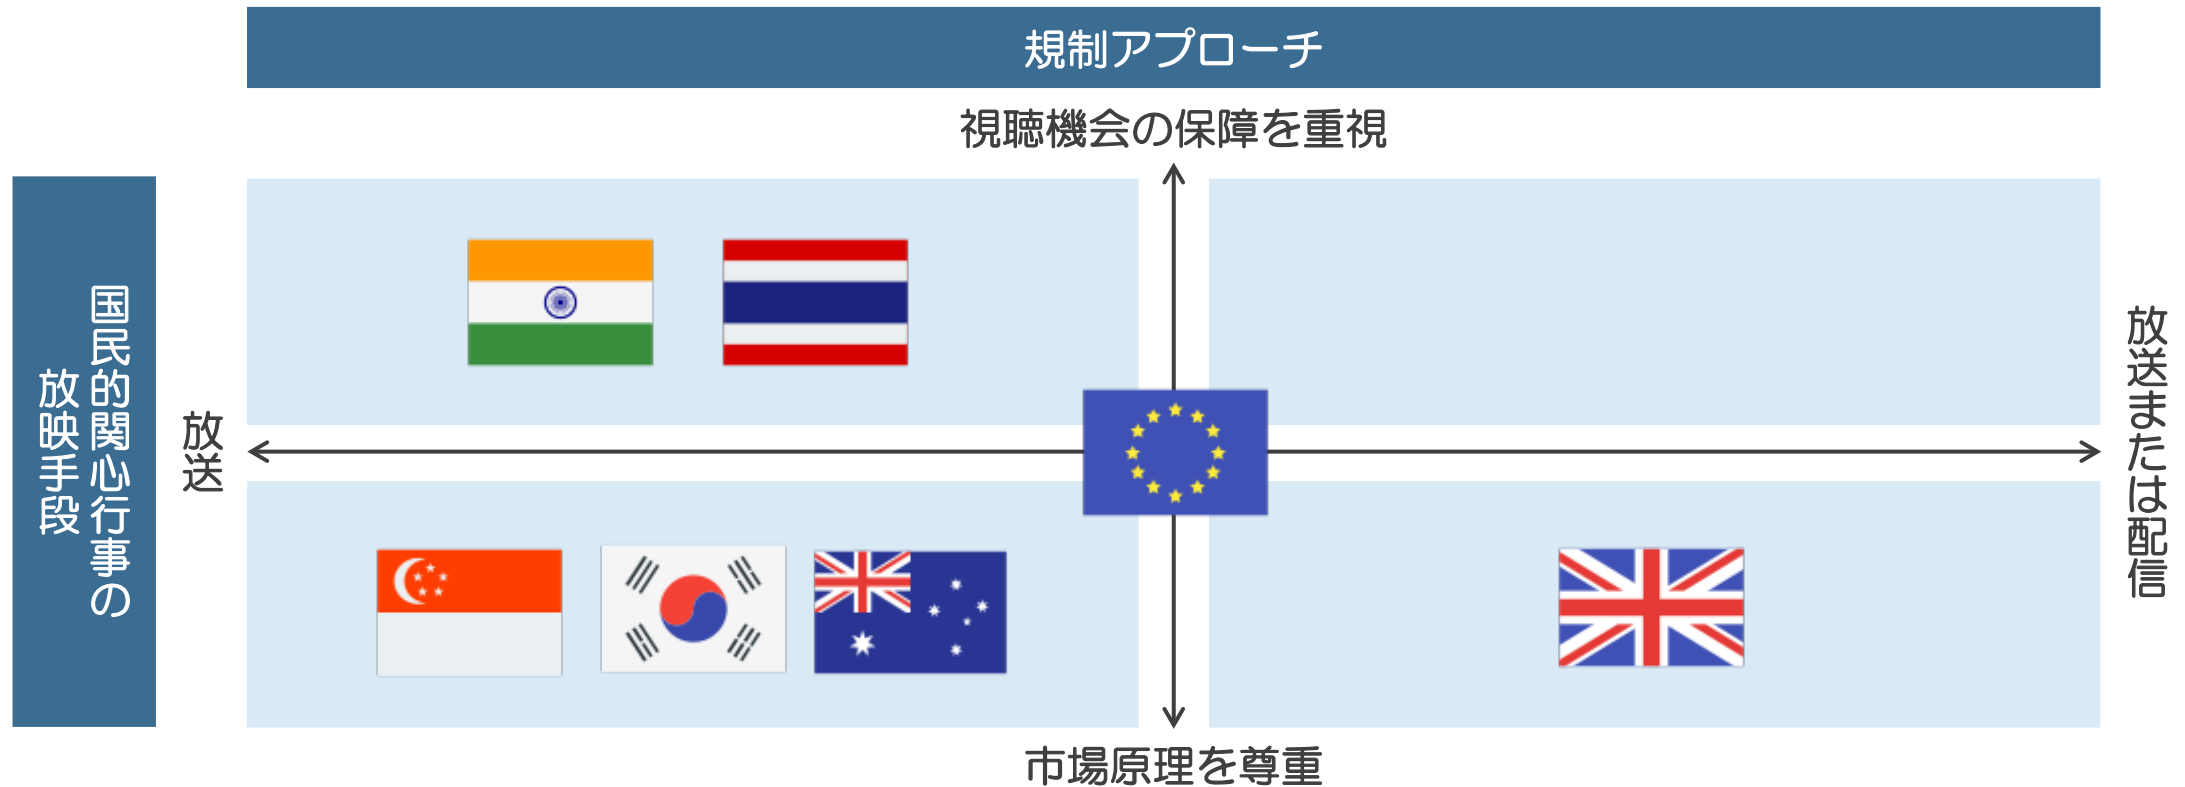 規制アプローチ
視聴機会の保障を重視
国民的関心行事の
放映手段
放送
放送または配信
市場原理を尊重